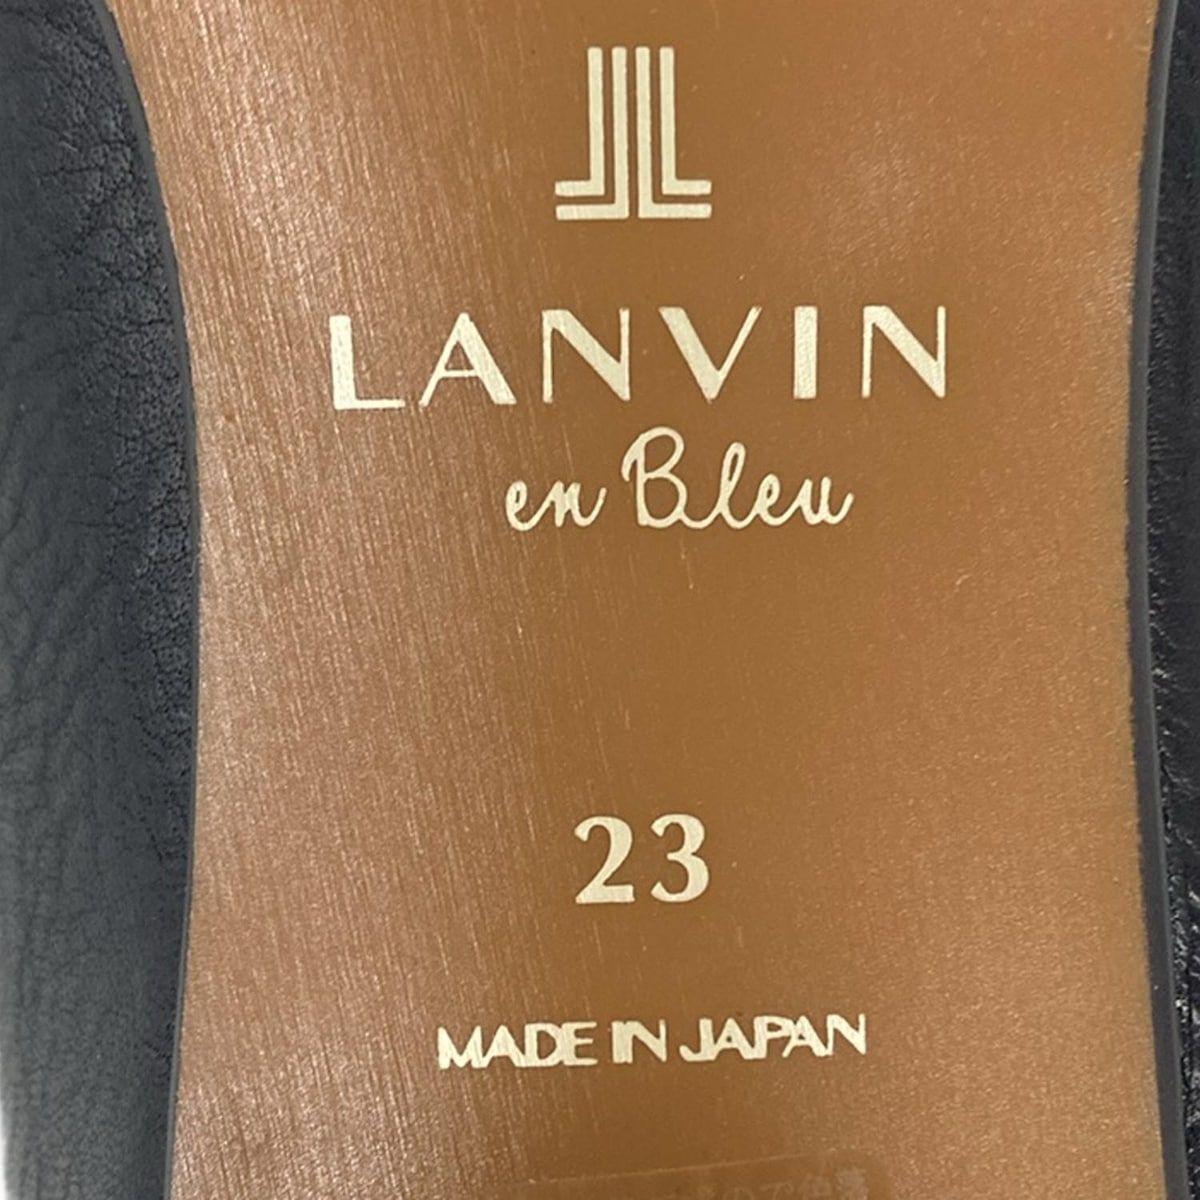 LANVIN
en Bleu
23
MADE IN JAPAN